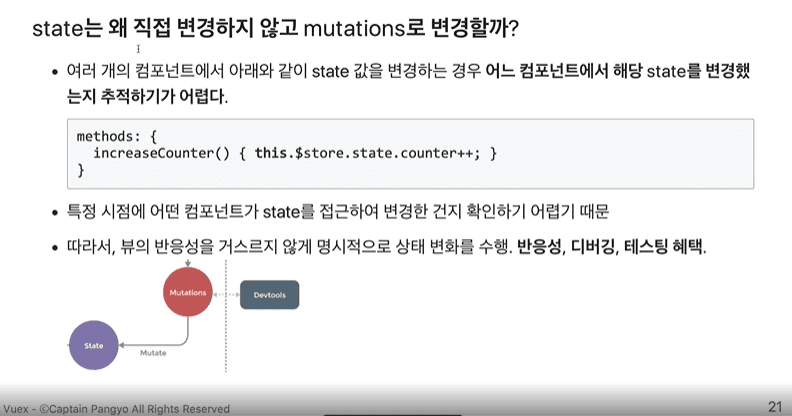 state는 왜 직접 변경하지 않고 mutations로 변경할까?
• 여러 개의 컴포넌트에서 아래와 같이 state 값을 변경하는 경우 어느 컴포넌트에서 해당 state를 변경했
는지 추적하기가 어렵다.
methods: {
increaseCounter() { this.$store.state.counter++; }
}
• 특정 시점에 어떤 컴포넌트가 state를 접근하여 변경한 건지 확인하기 어렵기 때문
• 따라서, 뷰의 반응성을 거스르지 않게 명시적으로 상태 변화를 수행. 반응성, 디버깅, 테스팅 혜택.
Mutations
Devtools
State
Mutate
Vuex - ©Captain Pangyo All Rights Reserved
21